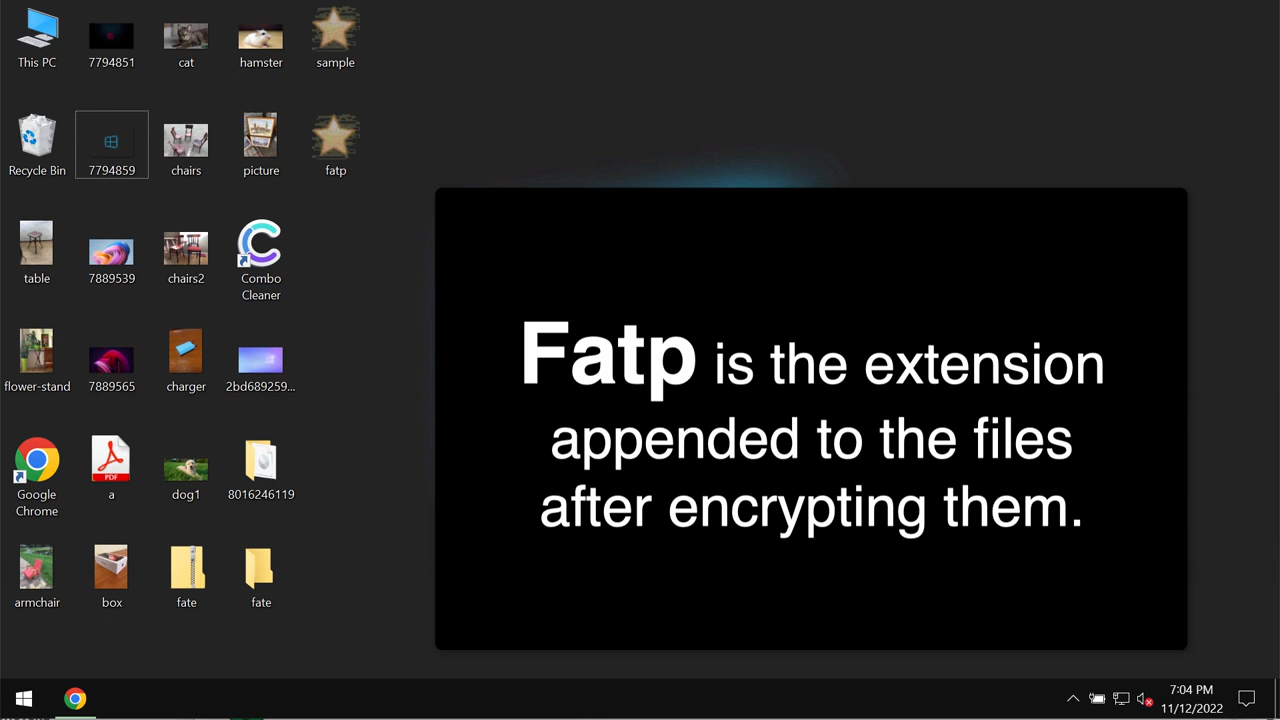 This PC
7794851
cat
hamster
sample
Recycle Bin
7794859
chairs
picture
fatp
table
7889539
chairs2
Combo
Cleaner
flower-stand
7889565
charger
2bd689259...
Google
Chrome
PDF
a
dog1
8016246119
armchair
box
fate
fate
Fatp is the extension
appended to the files
after encrypting them.
7:04 PM
11/12/2022